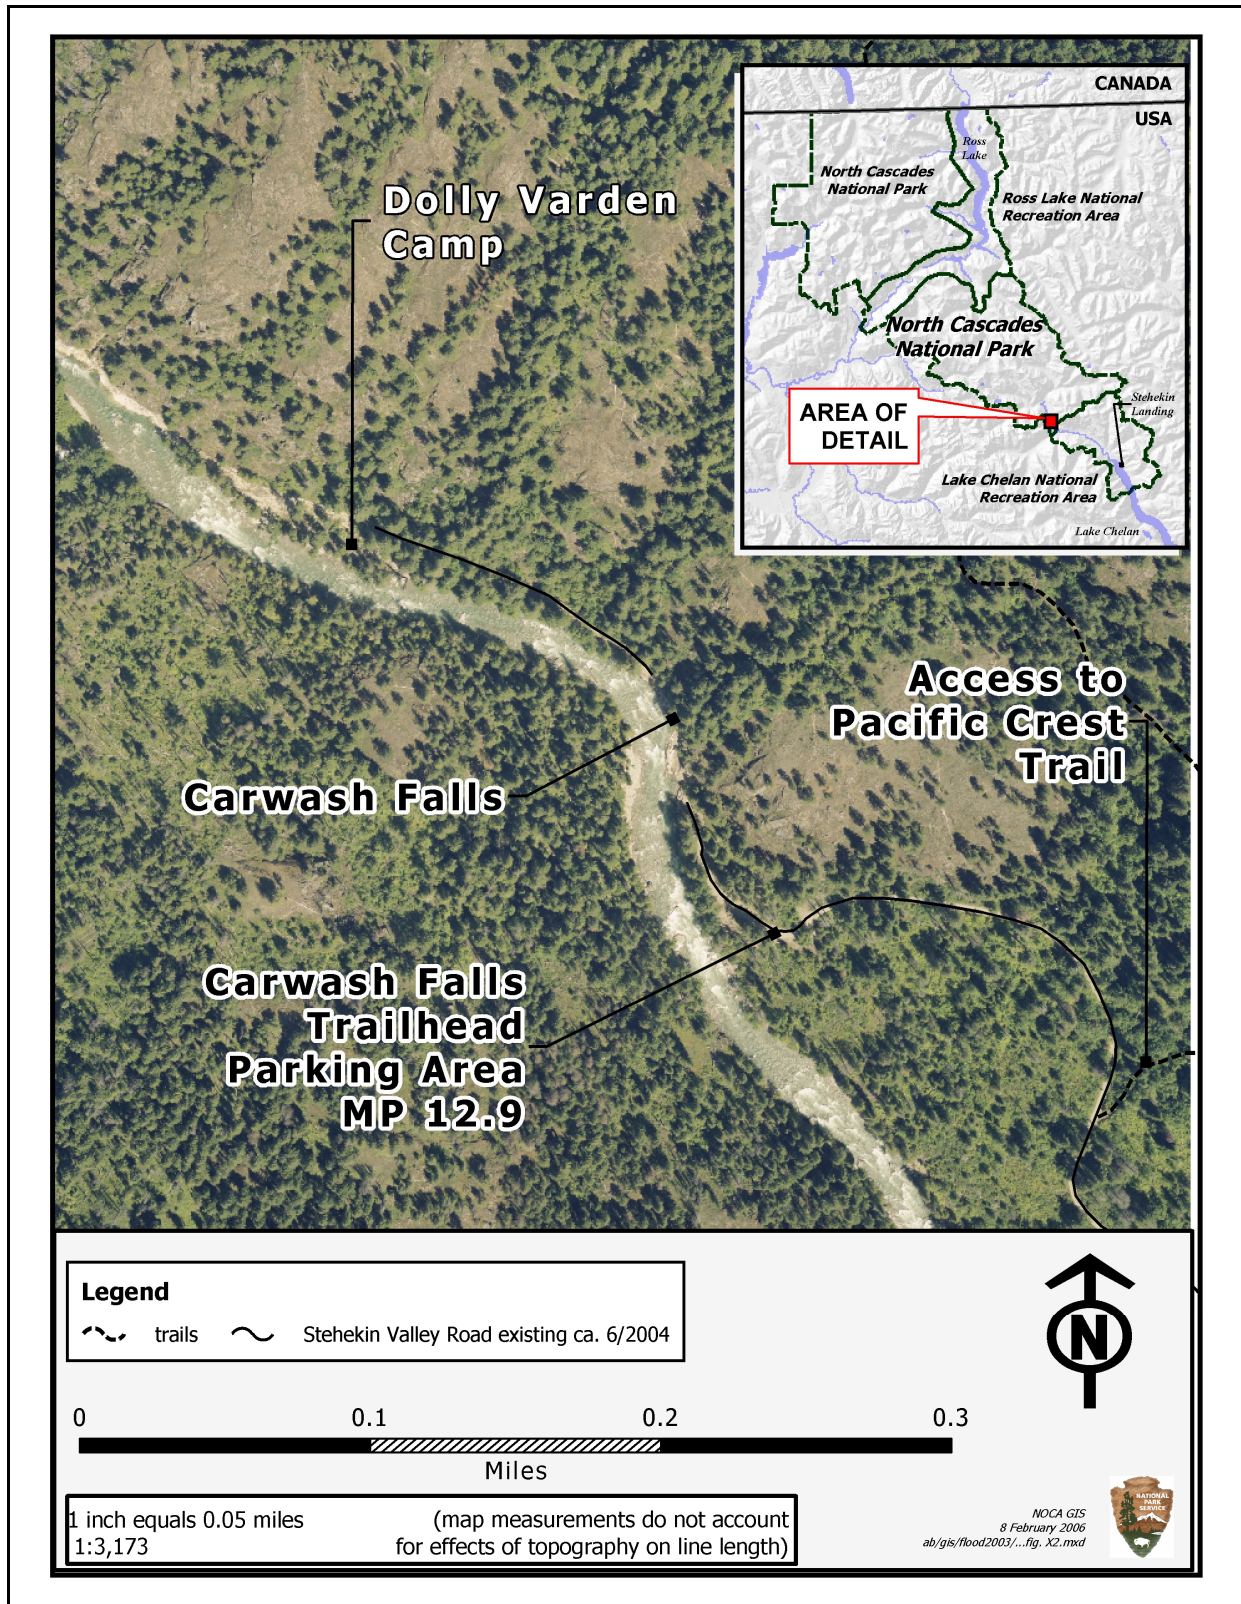 CANADA
USA
Ross
Lake
North Cascades
National Park
Ross Lake National
Recreation Area
North Cascades
National Park
AREA OF
DETAIL
Stehekin
Landing
Lake Chelan National
Recreation Area
Lake Chelan
Dolly Varden
Camp
Access to
Pacific Crest
Trail
Carwash Falls
Carwash Falls
Trailhead
Parking Area
MP 12.9
Legend
trails
Stehekin Valley Road existing ca. 6/2004
N
0 0.1 0.2 0.3
Miles
1 inch equals 0.05 miles
1:3,173
(map measurements do not account
for effects of topography on line length)
NOCA GIS
8 February 2006
ab/gis/flood2003/...fig. X2.mxd
NATIONAL
PARK
SERVICE